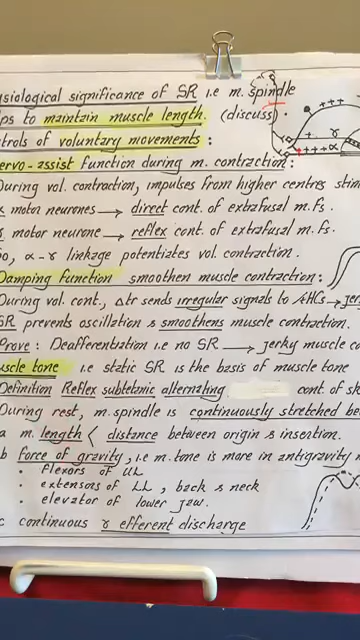 ysiological significance of SR i.e m. spindle
lps to maintain muscle length. (discuss).
ntrols of voluntary movements:
ervo-assist function during m. contraction:
During vol. contraction, impulses from higher centres stim
α motor neurones → direct cont. of extrafusal m.fs.
γ motor neurone → reflex cont. of extrafusal m.fs.
So, α-γ linkage potentiates vol. contraction.
Damping function smoothen muscle contraction:
During vol. cont., Δtr sends irregular signals to AHCs → jer
SR prevents oscillation & smoothens muscle contraction.
Prove: Deafferentiation i.e no SR → jerky muscle co
uscle tone i.e static SR is the basis of muscle tone
Definition Reflex subtetanic alternating cont. of sk
During rest, m. spindle is continuously stretched be
a m. length < distance between origin & insertion.
b force of gravity, i.e m. tone is more in antigravity m
• flexors of UL
• extensors of LL, back & neck
• elevator of lower jaw.
c continuous γ efferent discharge
+++
γ
++++ α